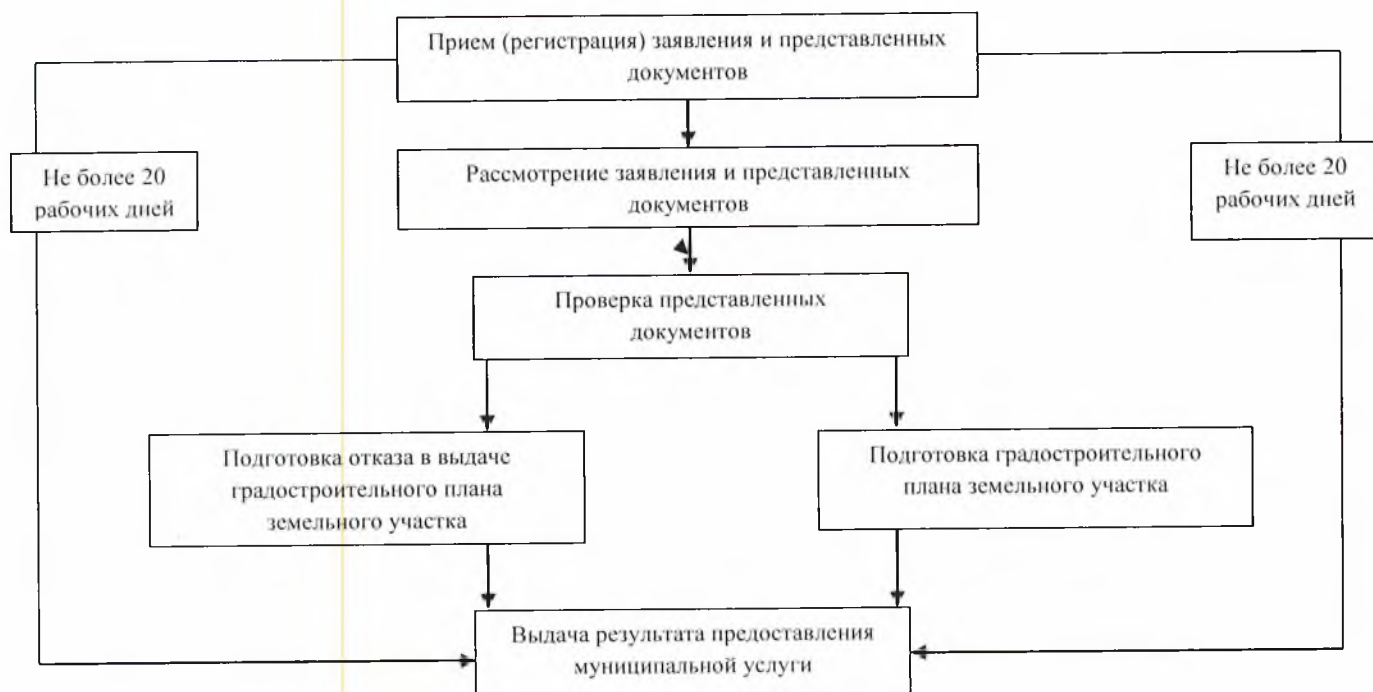 Прием (регистрация) заявления и представленных
документов
Не более 20
рабочих дней
Рассмотрение заявления и представленных
документов
Не более 20
рабочих дней
Проверка представленных
документов
Подготовка отказа в выдаче
градостроительного плана
земельного участка
Подготовка градостроительного
плана земельного участка
Выдача результата предоставления
муниципальной услуги